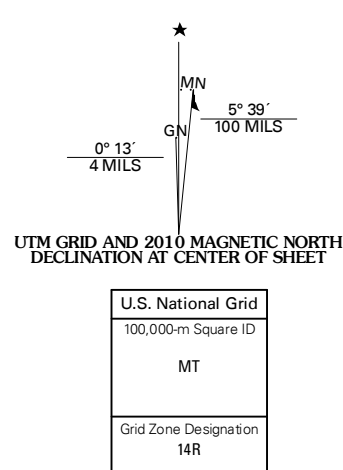 MN
5° 39´
100 MILS
GN
0° 13´
4 MILS
UTM GRID AND 2010 MAGNETIC NORTH
DECLINATION AT CENTER OF SHEET
U.S. National Grid
100,000-m Square ID
MT
Grid Zone Designation
14R